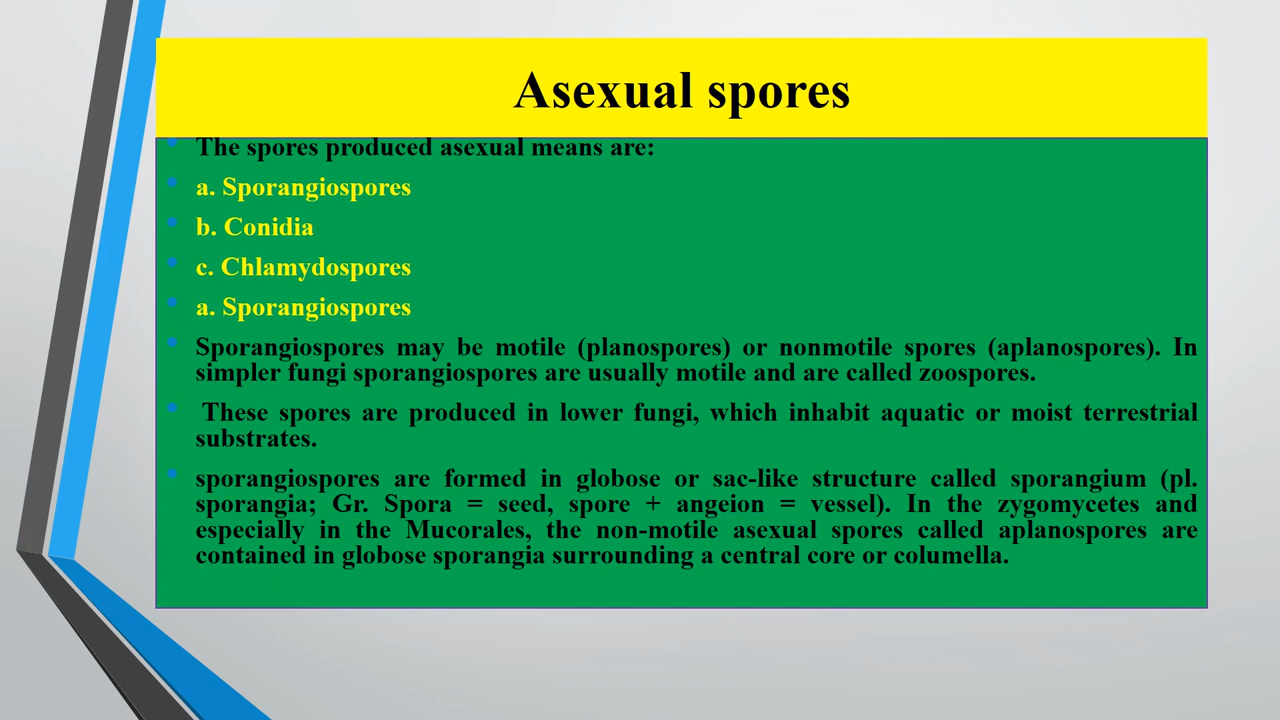 Asexual spores
The spores produced asexual means are:
a. Sporangiospores
b. Conidia
c. Chlamydospores
a. Sporangiospores
Sporangiospores may be motile (planospores) or nonmotile spores (aplanospores). In
simpler fungi sporangiospores are usually motile and are called zoospores.
These spores are produced in lower fungi, which inhabit aquatic or moist terrestrial
substrates.
sporangiospores are formed in globose or sac-like structure called sporangium (pl.
sporangia; Gr. Spora = seed, spore + angeion = vessel). In the zygomycetes and
especially in the Mucorales, the non-motile asexual spores called aplanospores are
contained in globose sporangia surrounding a central core or columella.